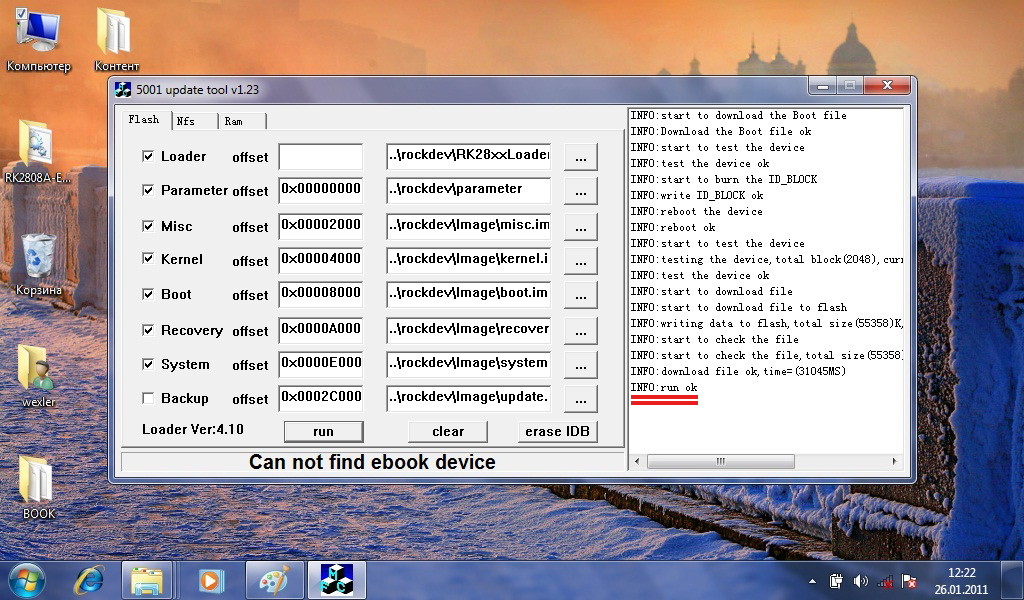 Компьютер
Контент
RK2808A-E...
Корзина
wexler
BOOK
5001 update tool v1.23
Flash Nfs Ram
Loader offset ..\rockdev\RK28xxLoader ...
Parameter offset 0x00000000 ..\rockdev\parameter ...
Misc offset 0x00002000 ..\rockdev\Image\misc.im ...
Kernel offset 0x00004000 ..\rockdev\Image\kernel.i ...
Boot offset 0x00008000 ..\rockdev\Image\boot.im ...
Recovery offset 0x0000A000 ..\rockdev\Image\recover ...
System offset 0x0000E000 ..\rockdev\Image\system ...
Backup offset 0x0002C000 ..\rockdev\Image\update. ...
Loader Ver:4.10 run clear erase IDB
Can not find ebook device
INFO:start to download the Boot file
INFO:Download the Boot file ok
INFO:start to test the device
INFO:test the device ok
INFO:start to burn the ID_BLOCK
INFO:write ID_BLOCK ok
INFO:reboot the device
INFO:reboot ok
INFO:start to test the device
INFO:testing the device, total block(2048), curr
INFO:test the device ok
INFO:start to download file
INFO:start to download file to flash
INFO:writing data to flash, total size(55358)K,
INFO:start to check the file
INFO:start to check the file, total size(55358)
INFO:download file ok, time=(31045MS)
INFO:run ok
12:22
26.01.2011